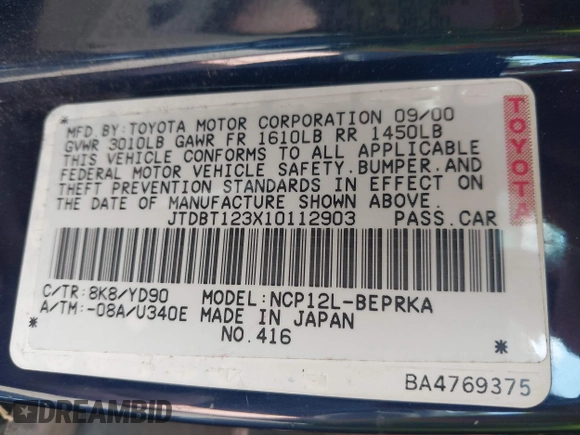 MFD.BY:TOYOTA MOTOR CORPORATION 09/00
GVWR 3010LB GAWR FR 1610LB RR 1450LB
THIS VEHICLE CONFORMS TO ALL APPLICABLE
FEDERAL MOTOR VEHICLE SAFETY.BUMPER.AND
THEFT PREVENTION STANDARDS IN EFFECT ON
THE DATE OF MANUFACTURE SHOWN ABOVE.
JTDBT123X10112903 PASS.CAR
TOYOTA
C/TR:8K8/YD90 MODEL:NCP12L-BEPRKA
A/TM:-08A/U340E MADE IN JAPAN
NO.416
* *
BA4769375
DREAMBID